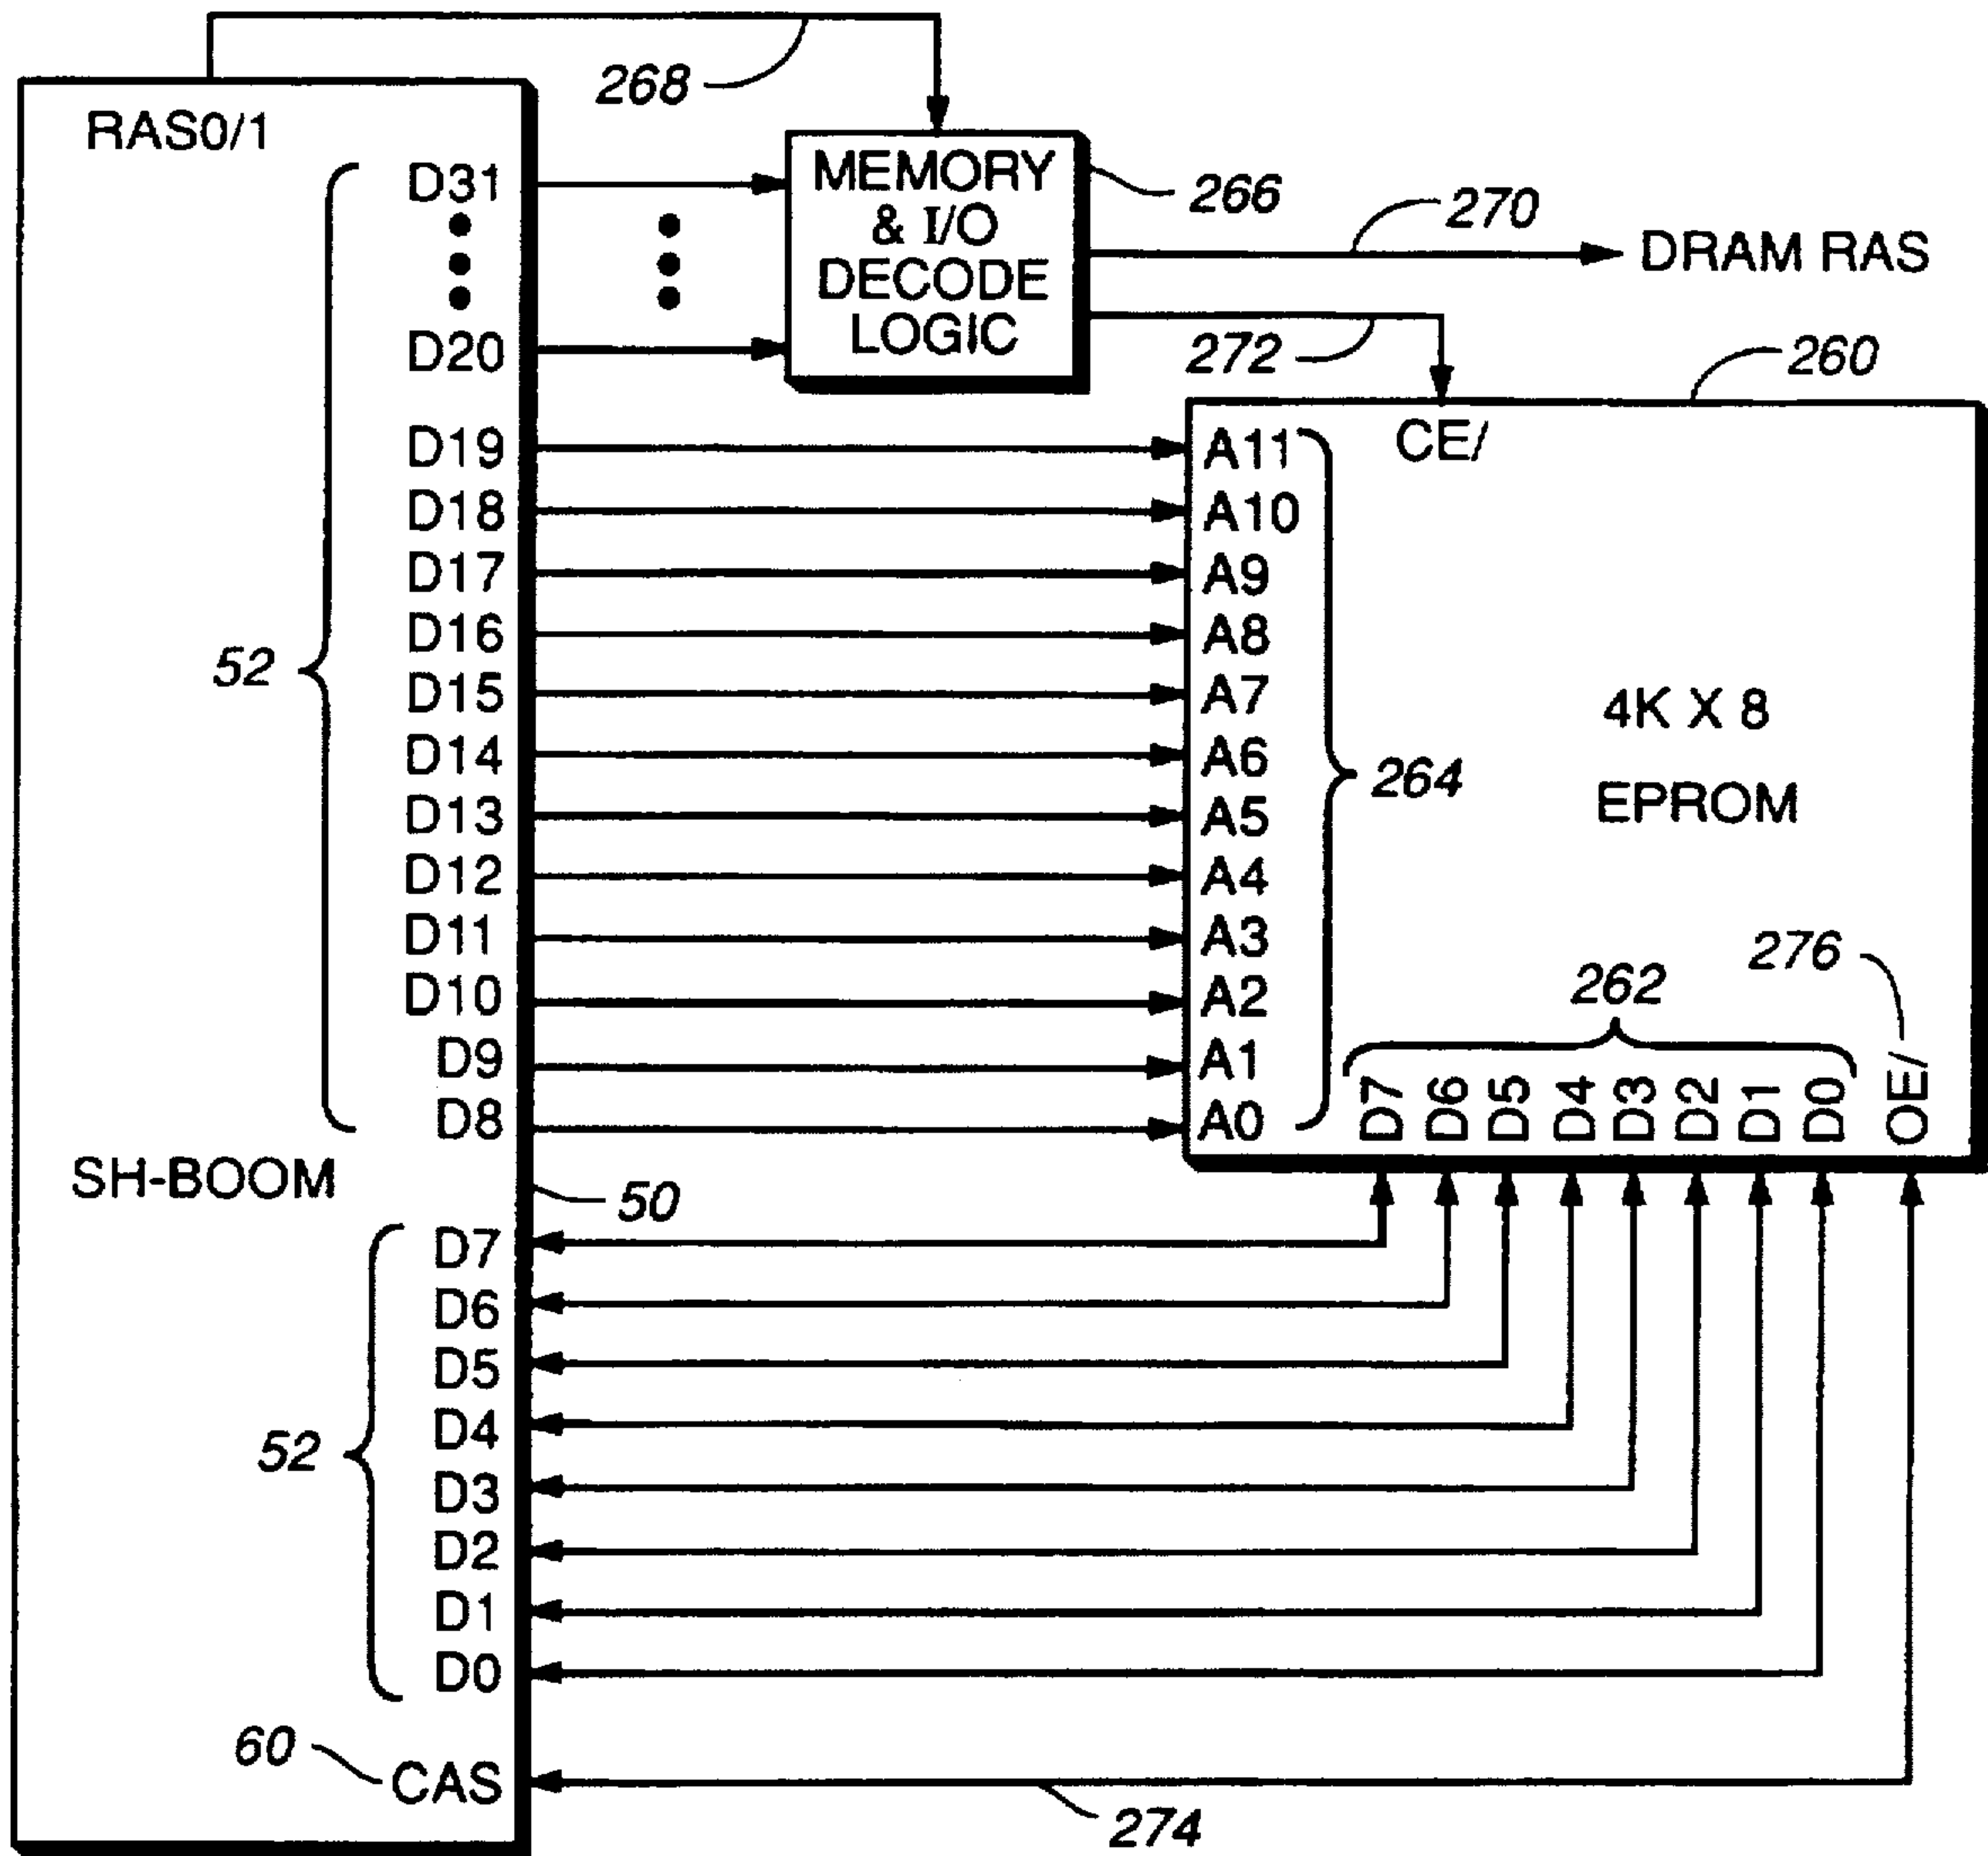 268
RAS0/1
D31
D20
MEMORY
& I/O
DECODE
LOGIC
266
270
DRAM RAS
272
260
CE/
D19
D18
D17
D16
D15
D14
D13
D12
D11
D10
D9
D8
52
A11
A10
A9
A8
A7
A6
A5
A4
A3
A2
A1
A0
264
4K X 8
EPROM
276
262
D7
D6
D5
D4
D3
D2
D1
D0
OE/
SH-BOOM
50
D7
D6
D5
D4
D3
D2
D1
D0
52
60
CAS
274